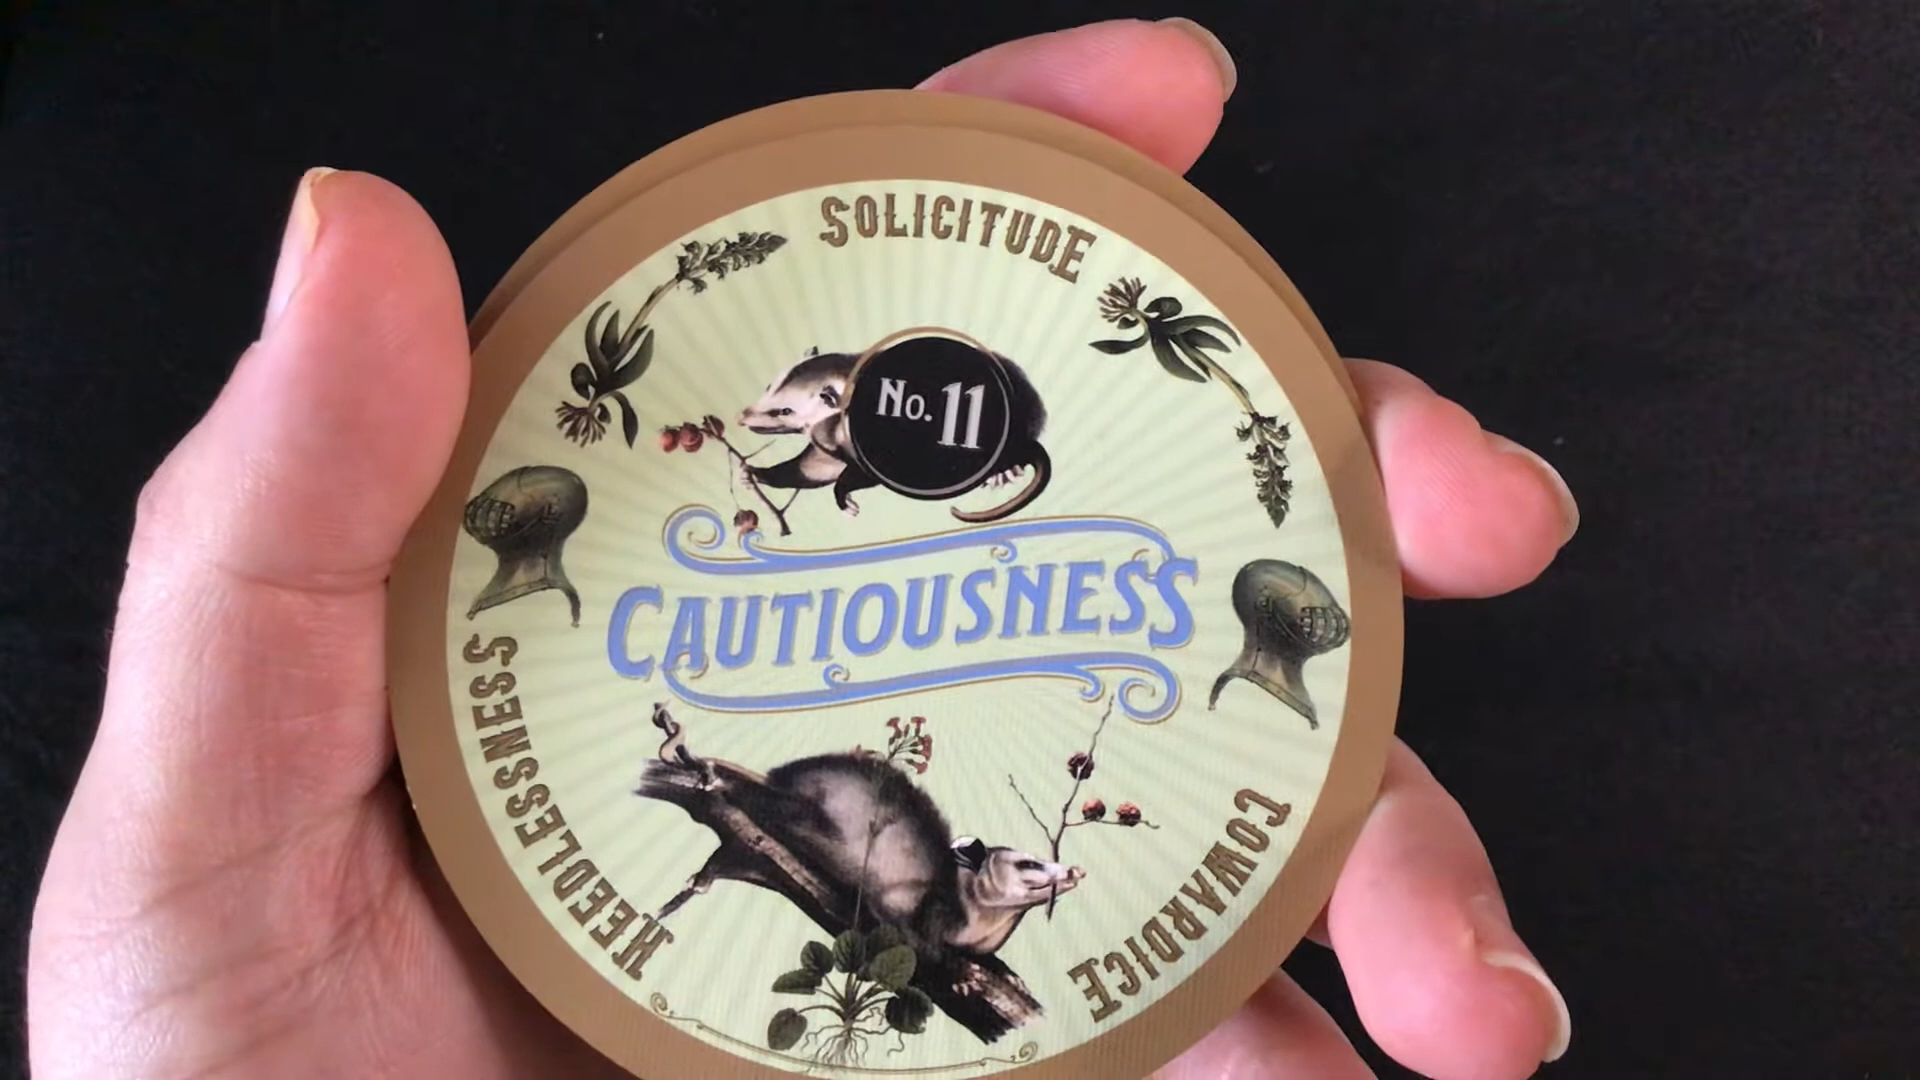 SOLICITUDE
No. 11
CAUTIOUSNESS
HEEDLESSNESS
COWARDICE